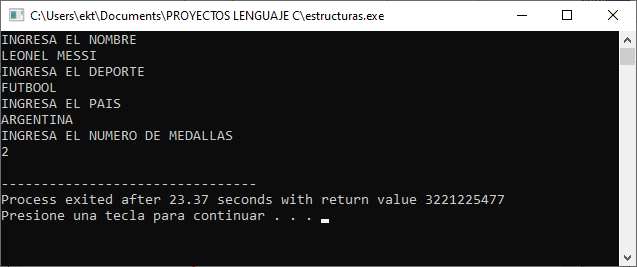 C:\Users\ekt\Documents\PROYECTOS LENGUAJE C\estructuras.exe
INGRESA EL NOMBRE
LEONEL MESSI
INGRESA EL DEPORTE
FUTBOOL
INGRESA EL PAIS
ARGENTINA
INGRESA EL NUMERO DE MEDALLAS
2
--------------------------------
Process exited after 23.37 seconds with return value 3221225477
Presione una tecla para continuar . . .